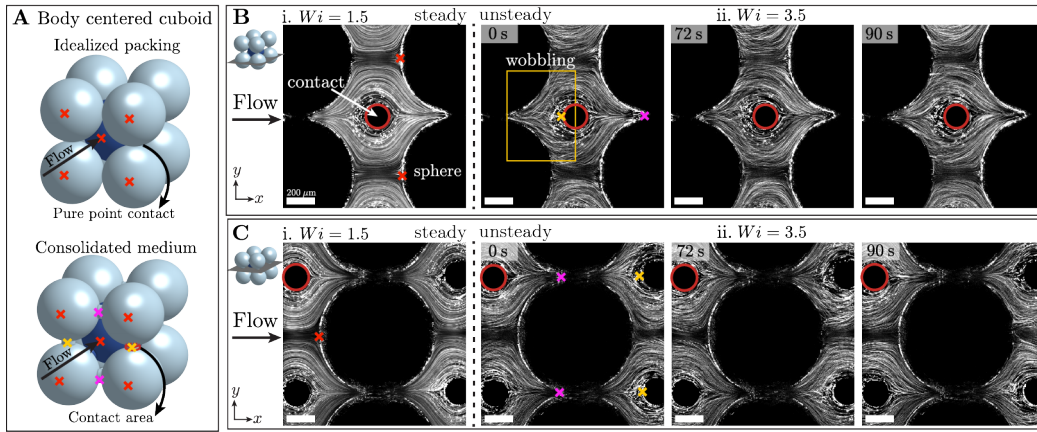 A Body centered cuboid
Idealized packing
Flow
Pure point contact
Consolidated medium
Flow
Contact area
B
i. Wi = 1.5
steady
unsteady
ii. Wi = 3.5
0 s
72 s
90 s
wobbling
contact
Flow
sphere
y
x
200 μm
C
i. Wi = 1.5
steady
unsteady
ii. Wi = 3.5
0 s
72 s
90 s
Flow
y
x